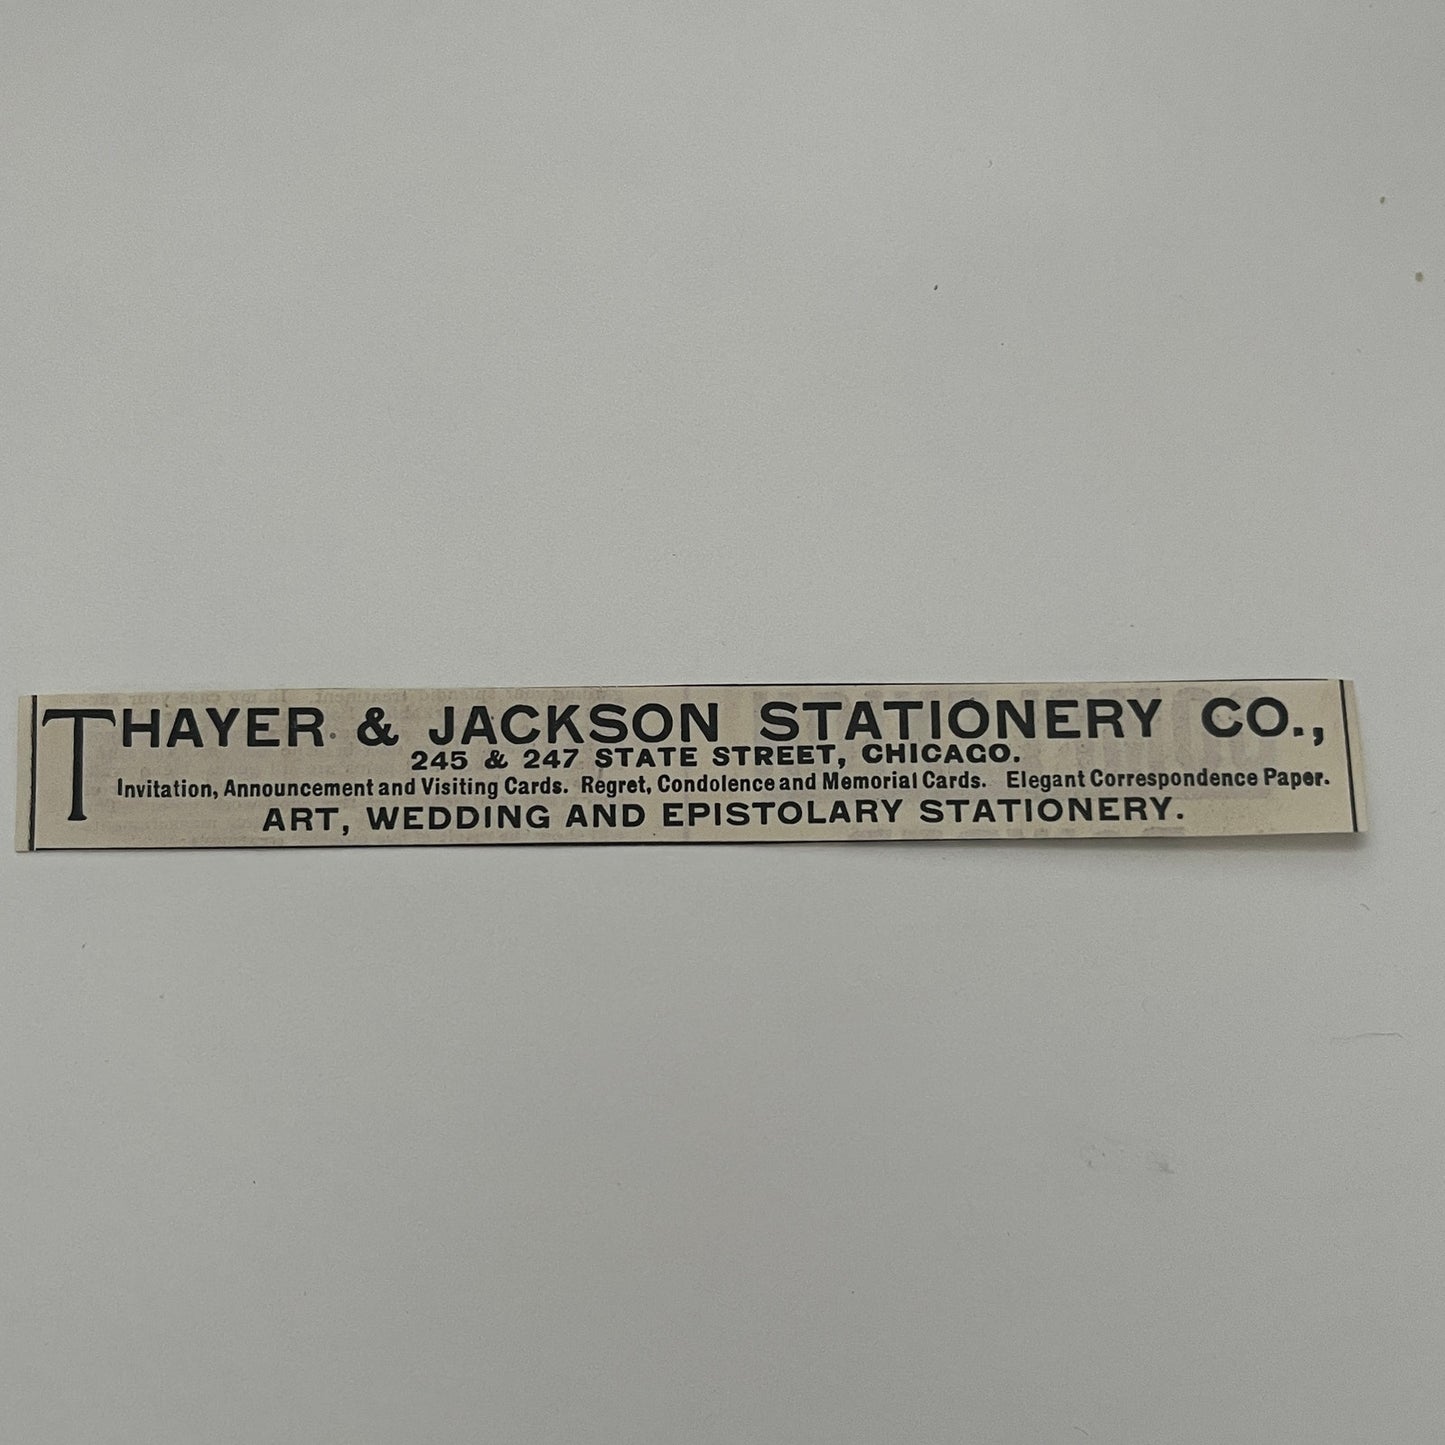 THAYER & JACKSON STATIONERY CO.,
245 & 247 STATE STREET, CHICAGO.
Invitation, Announcement and Visiting Cards. Regret, Condolence and Memorial Cards. Elegant Correspondence Paper.
ART, WEDDING AND EPISTOLARY STATIONERY.